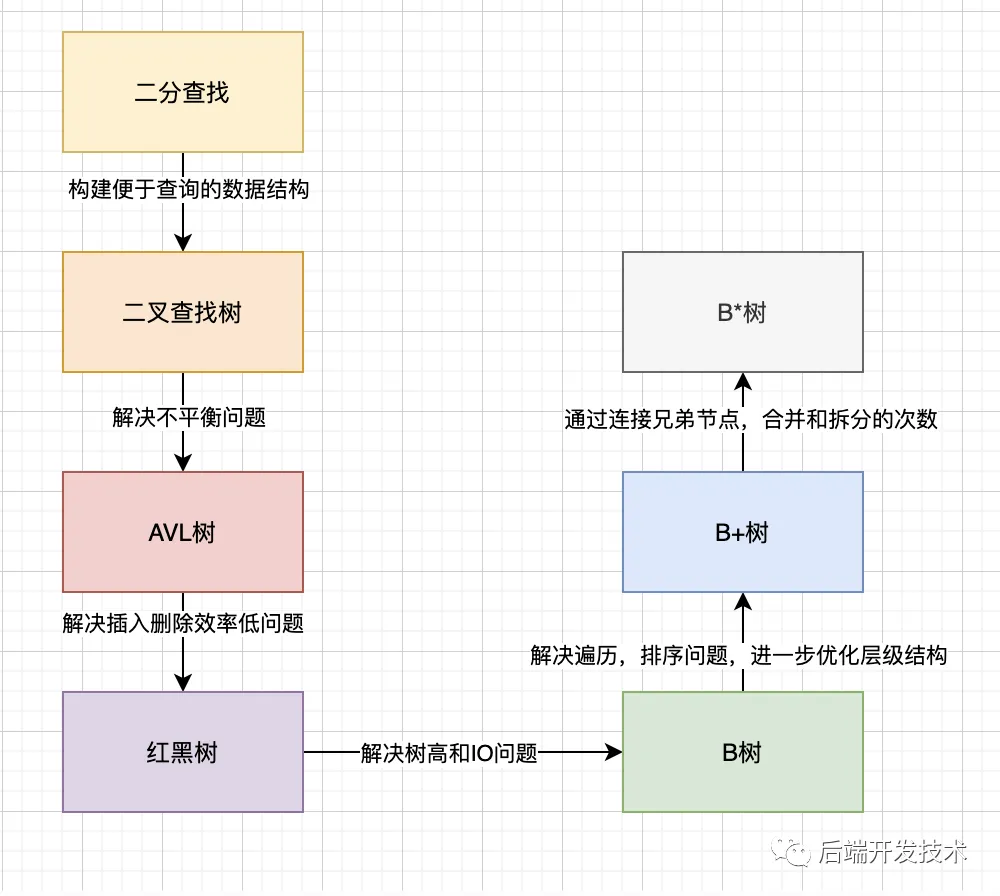 二分查找
构建便于查询的数据结构
二叉查找树
解决不平衡问题
AVL树
解决插入删除效率低问题
红黑树
解决树高和IO问题
B树
解决遍历，排序问题，进一步优化层级结构
B+树
通过连接兄弟节点，合并和拆分的次数
B*树
后端开发技术